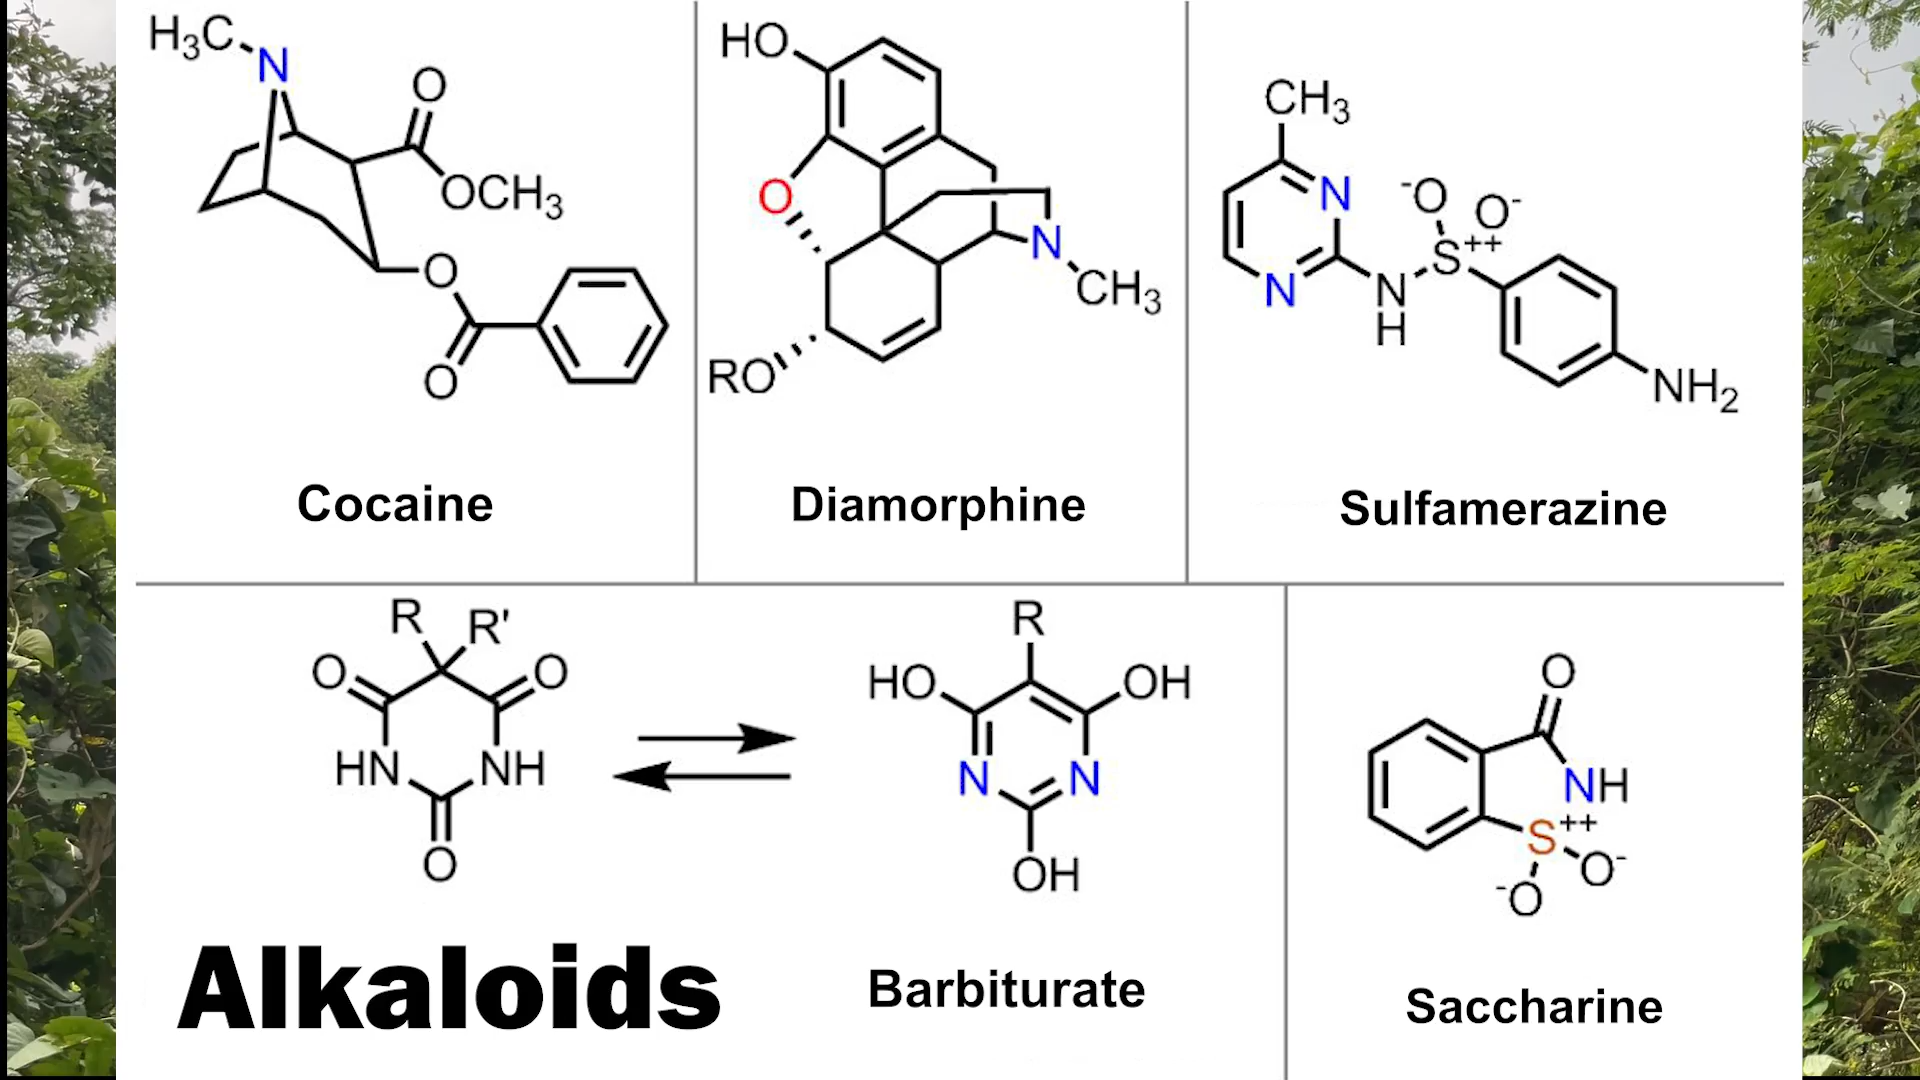 H3C
N
O
OCH3
O
O
Cocaine
HO
O
N
CH3
RO
Diamorphine
CH3
N
-O
O-
S++
N
N
H
NH2
Sulfamerazine
R
R'
O
O
HN
NH
O
R
HO
OH
N
N
OH
Barbiturate
O
NH
S++
O-
-O
Saccharine
Alkaloids